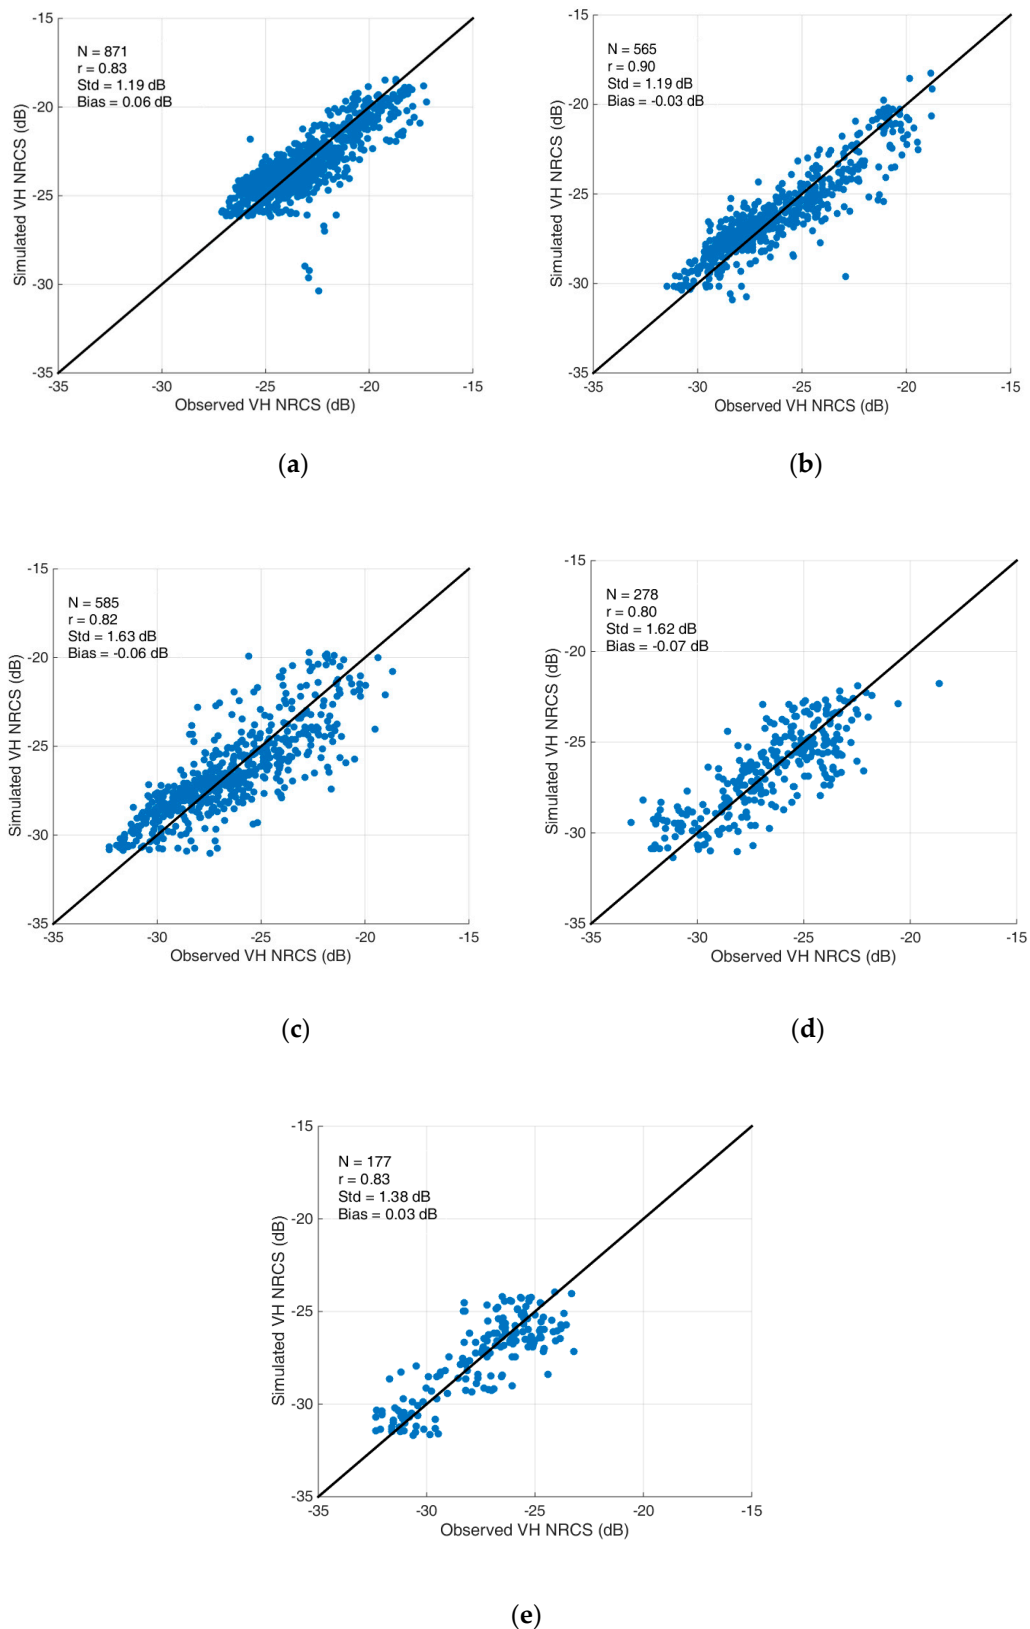 -15
N = 871
r = 0.83
Std = 1.19 dB
Bias = 0.06 dB
-20
-25
-30
-35
Simulated VH NRCS (dB)
-35 -30 -25 -20 -15
Observed VH NRCS (dB)
(a)
-15
N = 565
r = 0.90
Std = 1.19 dB
Bias = -0.03 dB
-20
-25
-30
-35
Simulated VH NRCS (dB)
-35 -30 -25 -20 -15
Observed VH NRCS (dB)
(b)
-15
N = 585
r = 0.82
Std = 1.63 dB
Bias = -0.06 dB
-20
-25
-30
-35
Simulated VH NRCS (dB)
-35 -30 -25 -20 -15
Observed VH NRCS (dB)
(c)
-15
N = 278
r = 0.80
Std = 1.62 dB
Bias = -0.07 dB
-20
-25
-30
-35
Simulated VH NRCS (dB)
-35 -30 -25 -20 -15
Observed VH NRCS (dB)
(d)
-15
N = 177
r = 0.83
Std = 1.38 dB
Bias = 0.03 dB
-20
-25
-30
-35
Simulated VH NRCS (dB)
-35 -30 -25 -20 -15
Observed VH NRCS (dB)
(e)